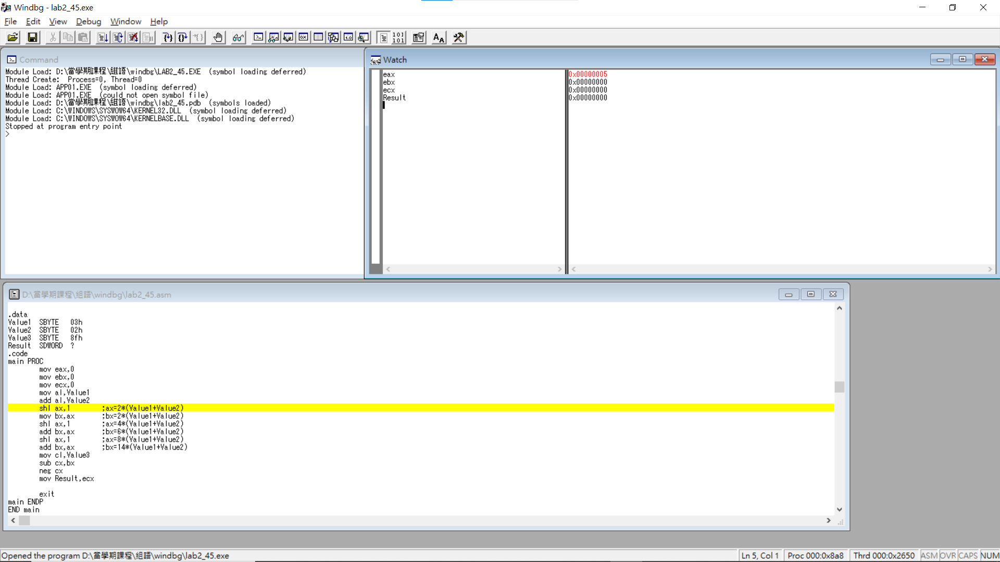 Windbg - lab2_45.exe
File Edit View Debug Window Help
Command
Module Load: D:\當學期課程\組語\windbg\LAB2_45.EXE (symbol loading deferred)
Thread Create: Process=0, Thread=0
Module Load: APP01.EXE (symbol loading deferred)
Module Load: APP01.EXE (could not open symbol file)
Module Load: D:\當學期課程\組語\windbg\lab2_45.pdb (symbols loaded)
Module Load: C:\WINDOWS\SYSWOW64\KERNEL32.DLL (symbol loading deferred)
Module Load: C:\WINDOWS\SYSWOW64\KERNELBASE.DLL (symbol loading deferred)
Stopped at program entry point
>
Watch
eax 0x00000005
ebx 0x00000000
ecx 0x00000000
Result 0x00000000
D:\當學期課程\組語\windbg\lab2_45.asm
.data
Value1 SBYTE 03h
Value2 SBYTE 02h
Value3 SBYTE 8fh
Result SDWORD ?
.code
main PROC
mov eax,0
mov ebx,0
mov ecx,0
mov al,Value1
add al,Value2
shl ax,1 ;ax=2*(Value1+Value2)
mov bx,ax ;bx=2*(Value1+Value2)
shl ax,1 ;ax=4*(Value1+Value2)
add bx,ax ;bx=6*(Value1+Value2)
shl ax,1 ;ax=8*(Value1+Value2)
add bx,ax ;bx=14*(Value1+Value2)
mov cl,Value3
sub cx,bx
neg cx
mov Result,ecx
exit
main ENDP
END main
Opened the program D:\當學期課程\組語\windbg\lab2_45.exe
Ln 5, Col 1 Proc 000:0x8a8 Thrd 000:0x2650 ASM OVR CAPS NUM